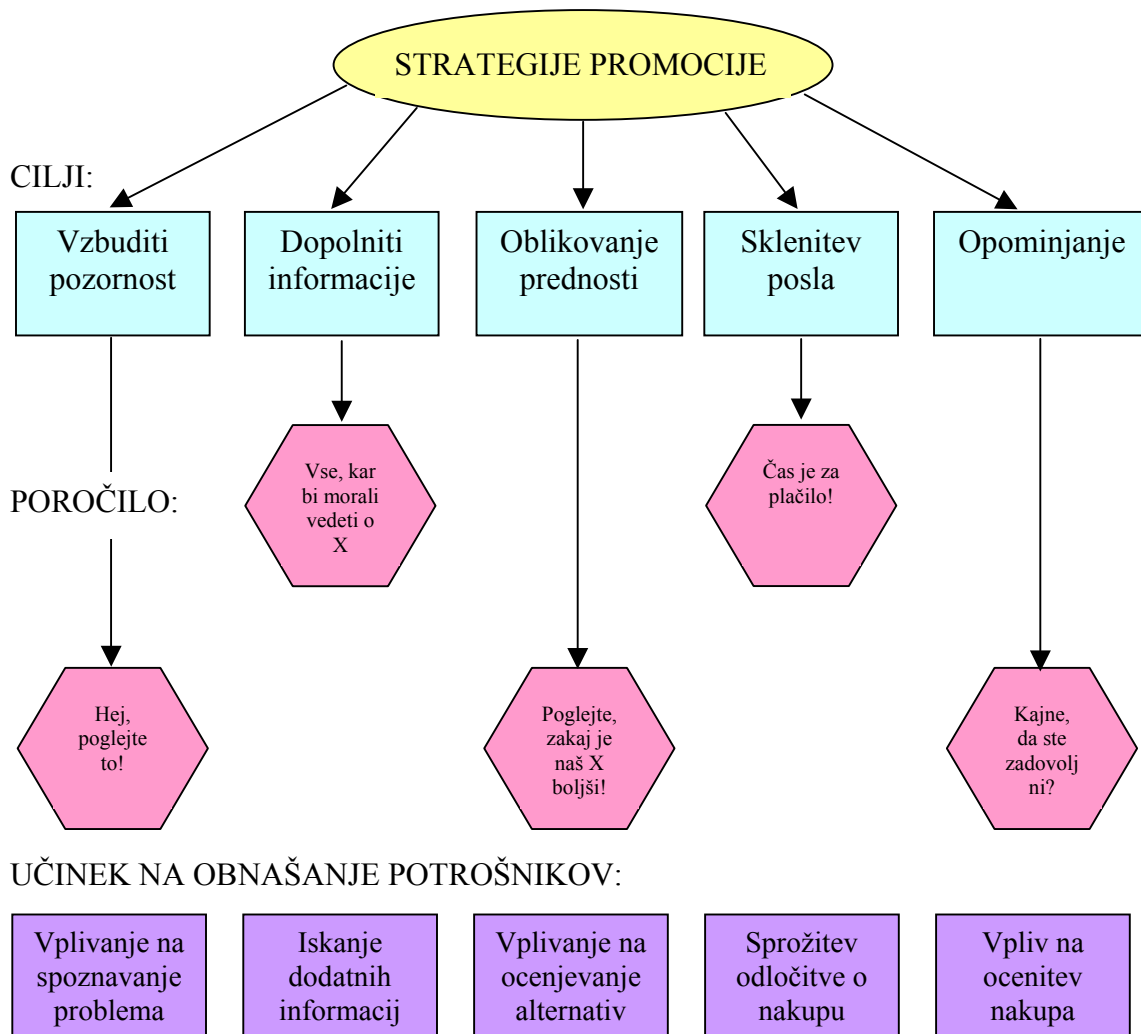 STRATEGIJE PROMOCIJE
CILJI:
Vzbuditi
pozornost
Dopolniti
informacije
Oblikovanje
prednosti
Sklenitev
posla
Opominjanje
POROČILO:
Vse, kar
bi morali
vedeti o
X
Čas je za
plačilo!
Hej,
poglejte
to!
Poglejte,
zakaj je
naš X
boljši!
Kajne,
da ste
zadovolj
ni?
UČINEK NA OBNAŠANJE POTROŠNIKOV:
Vplivanje na
spoznavanje
problema
Iskanje
dodatnih
informacij
Vplivanje na
ocenjevanje
alternativ
Sprožitev
odločitve o
nakupu
Vpliv na
ocenitev
nakupa